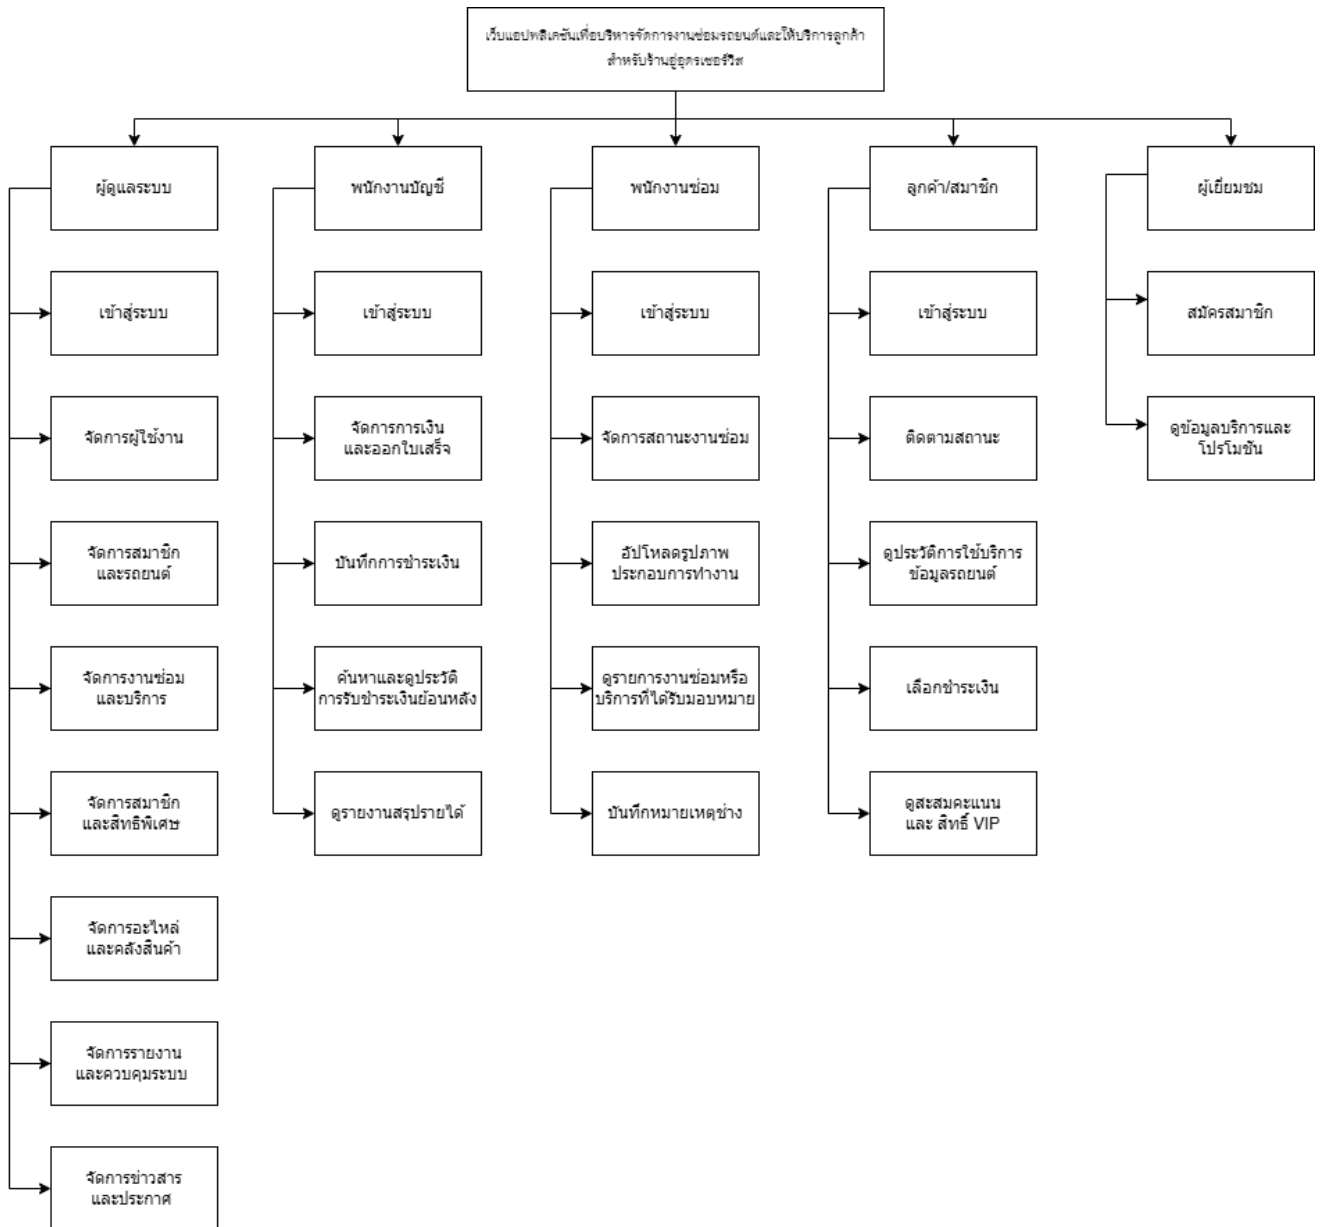 เว็บแอปพลิเคชันเพื่อบริหารจัดการงานซ่อมรถยนต์และให้บริการลูกค้า
สำหรับร้านอู่อุดรเซอร์วิส
ผู้ดูแลระบบ
เข้าสู่ระบบ
จัดการผู้ใช้งาน
จัดการสมาชิก
และรถยนต์
จัดการงานซ่อม
และบริการ
จัดการสมาชิก
และสิทธิพิเศษ
จัดการอะไหล่
และคลังสินค้า
จัดการรายงาน
และควบคุมระบบ
จัดการข่าวสาร
และประกาศ
พนักงานบัญชี
เข้าสู่ระบบ
จัดการการเงิน
และออกใบเสร็จ
บันทึกการชำระเงิน
ค้นหาและดูประวัติ
การรับชำระเงินย้อนหลัง
ดูรายงานสรุปรายได้
พนักงานซ่อม
เข้าสู่ระบบ
จัดการสถานะงานซ่อม
อัปโหลดรูปภาพ
ประกอบการทำงาน
ดูรายการงานซ่อมหรือ
บริการที่ได้รับมอบหมาย
บันทึกหมายเหตุช่าง
ลูกค้า/สมาชิก
เข้าสู่ระบบ
ติดตามสถานะ
ดูประวัติการใช้บริการ
ข้อมูลรถยนต์
เลือกชำระเงิน
ดูสะสมคะแนน
และ สิทธิ์ VIP
ผู้เยี่ยมชม
สมัครสมาชิก
ดูข้อมูลบริการและ
โปรโมชัน